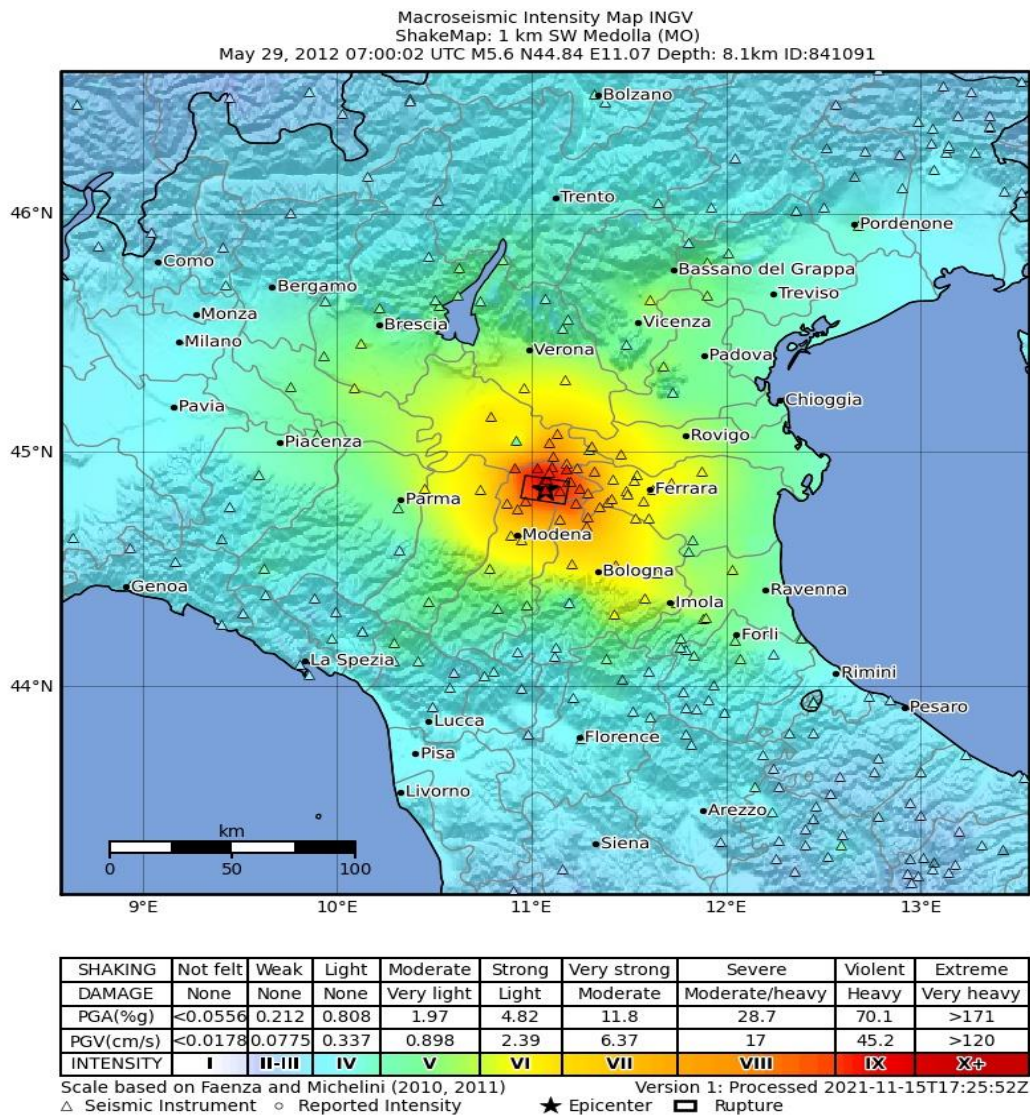 Macroseismic Intensity Map INGV
ShakeMap: 1 km SW Medolla (MO)
May 29, 2012 07:00:02 UTC M5.6 N44.84 E11.07 Depth: 8.1km ID:841091
Bolzano
46°N
Trento
Pordenone
Como
Bassano del Grappa
Bergamo
Treviso
Monza
Brescia
Vicenza
Milano
Verona
Padova
Pavia
Chioggia
Piacenza
Rovigo
45°N
Parma
Ferrara
Modena
Bologna
Genoa
Ravenna
Imola
Forli
La Spezia
Rimini
44°N
Pesaro
Lucca
Florence
Pisa
Livorno
Arezzo
km
Siena
0 50 100
9°E 10°E 11°E 12°E 13°E
SHAKING Not felt Weak Light Moderate Strong Very strong Severe Violent Extreme
DAMAGE None None None Very light Light Moderate Moderate/heavy Heavy Very heavy
PGA(%g) <0.0556 0.212 0.808 1.97 4.82 11.8 28.7 70.1 >171
PGV(cm/s) <0.0178 0.0775 0.337 0.898 2.39 6.37 17 45.2 >120
INTENSITY I II-III IV V VI VII VIII IX X+
Scale based on Faenza and Michelini (2010, 2011) Version 1: Processed 2021-11-15T17:25:52Z
Seismic Instrument Reported Intensity Epicenter Rupture